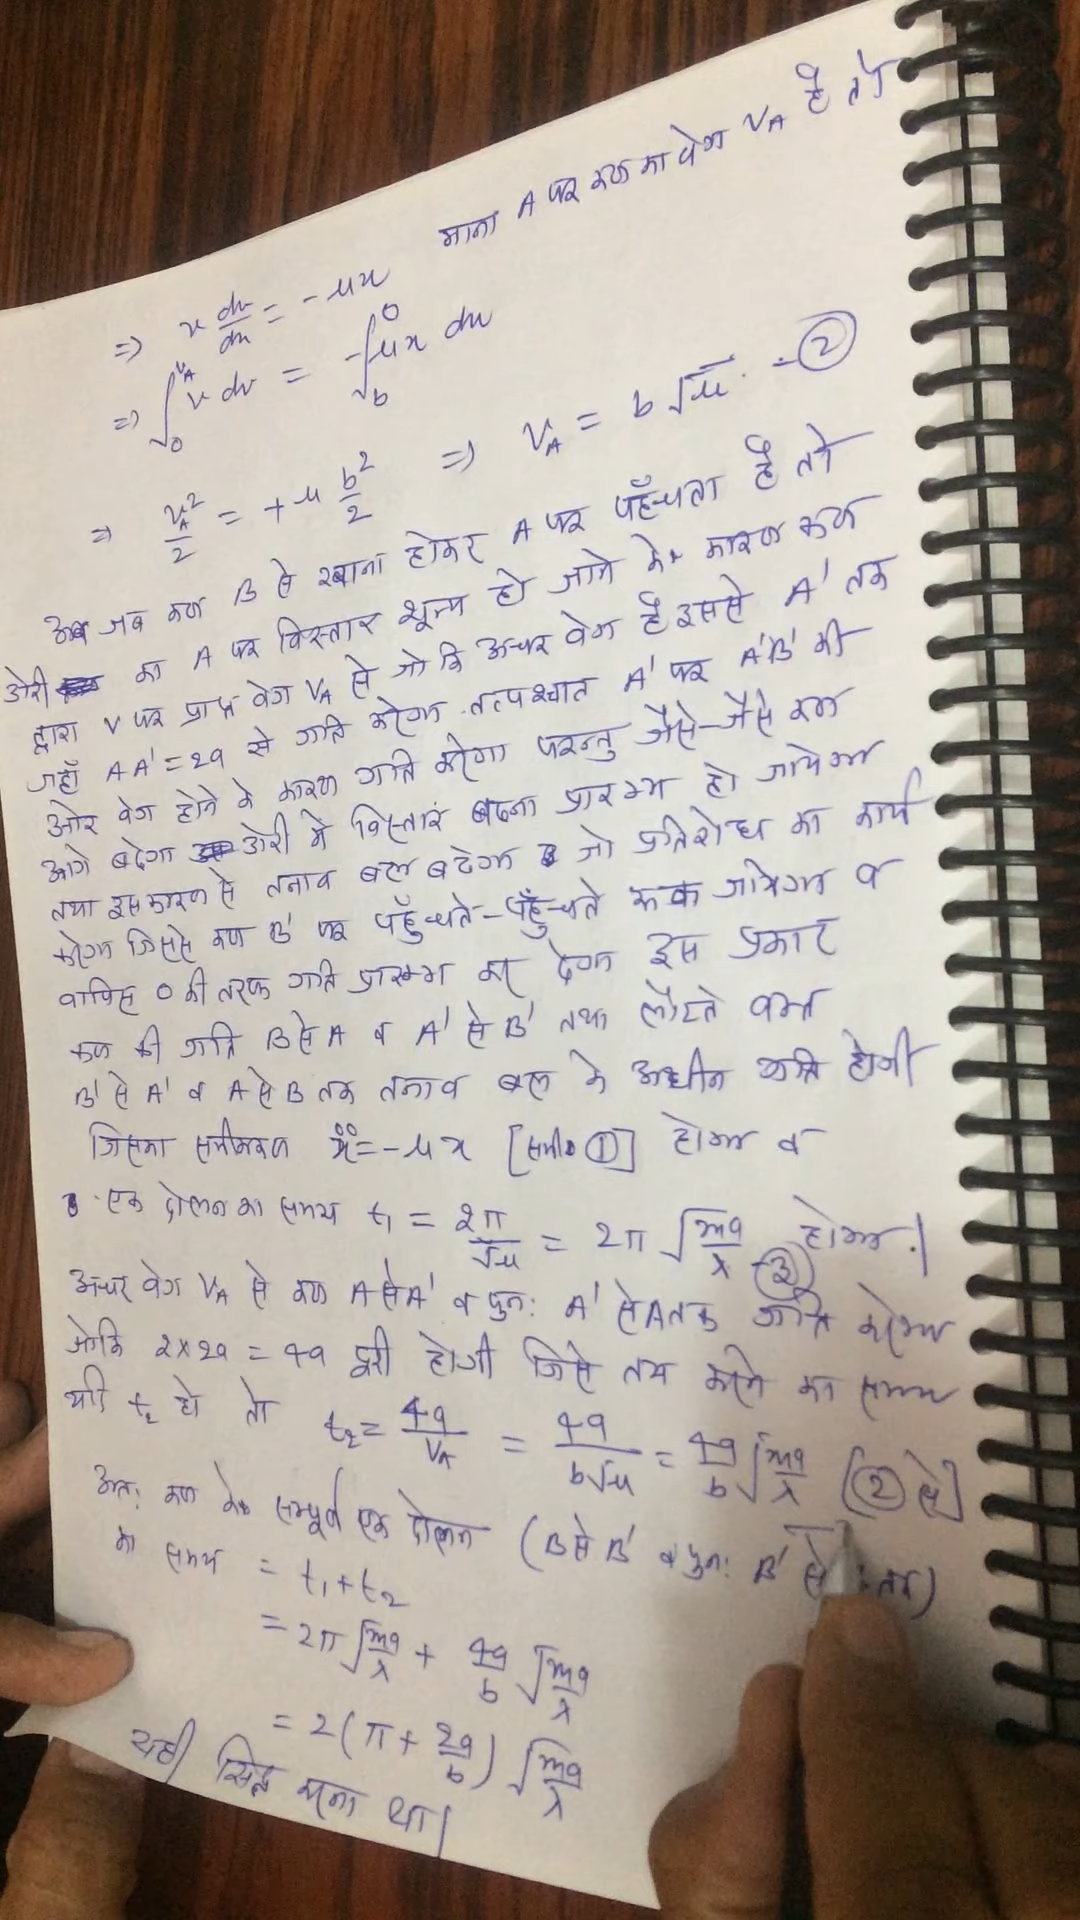 माना A पर कण का वेग V_A है तो
⇒ v dv/dx = -μx
⇒ ∫₀^{V_A} v dv = -∫_b^0 μx dx
⇒ V_A²/2 = +μ b²/2 ⇒ V_A = b√μ. -②
अब जब कण B से रवाना होकर A पर पहुँचता है तो
डोरी का A पर विस्तार शून्य हो जाने के कारण कण
द्वारा V पर प्राप्त वेग V_A से जो कि अचर वेग है इससे A' तक
जहाँ AA'=2a से गति करेगा तत्पश्चात A' पर A'B' की
ओर वेग होने के कारण गति करेगा परन्तु जैसे-जैसे कण
आगे बढेगा डोरी में विस्तार बढना प्रारम्भ हो जायेगा
तथा इस कारण से तनाव बल बढेगा जो प्रतिरोध का कार्य
करेगा जिससे कण B' पर पहुँचते-पहुँचते रूक जायेगा व
वापिस O की तरफ गति प्रारम्भ कर देगा इस प्रकार
कण की गति B से A व A' से B' तथा लौटते वक्त
B' से A' व A से B तक तनाव बल के अधीन गति होगी
जिसका समीकरण ẍ=-μx [समी० ①] होगा व
एक दोलन का समय t₁ = 2π/√μ = 2π √(ma/λ) होगा। -③
अचर वेग V_A से कण A से A' व पुन: A' से A तक गति करेगा
जोकि 2×2a = 4a दूरी होगी जिसे तय करने का समय
यदि t₂ हो तो t₂ = 4a/V_A = 4a/(b√μ) = 4a/b √(ma/λ) [② से]
अत: कण के सम्पूर्ण एक दोलन (B से B' व पुन: B' से तक)
का समय = t₁+t₂
= 2π√(ma/λ) + 4a/b √(ma/λ)
= 2(π + 2a/b) √(ma/λ)
यही सिद्ध करना था।